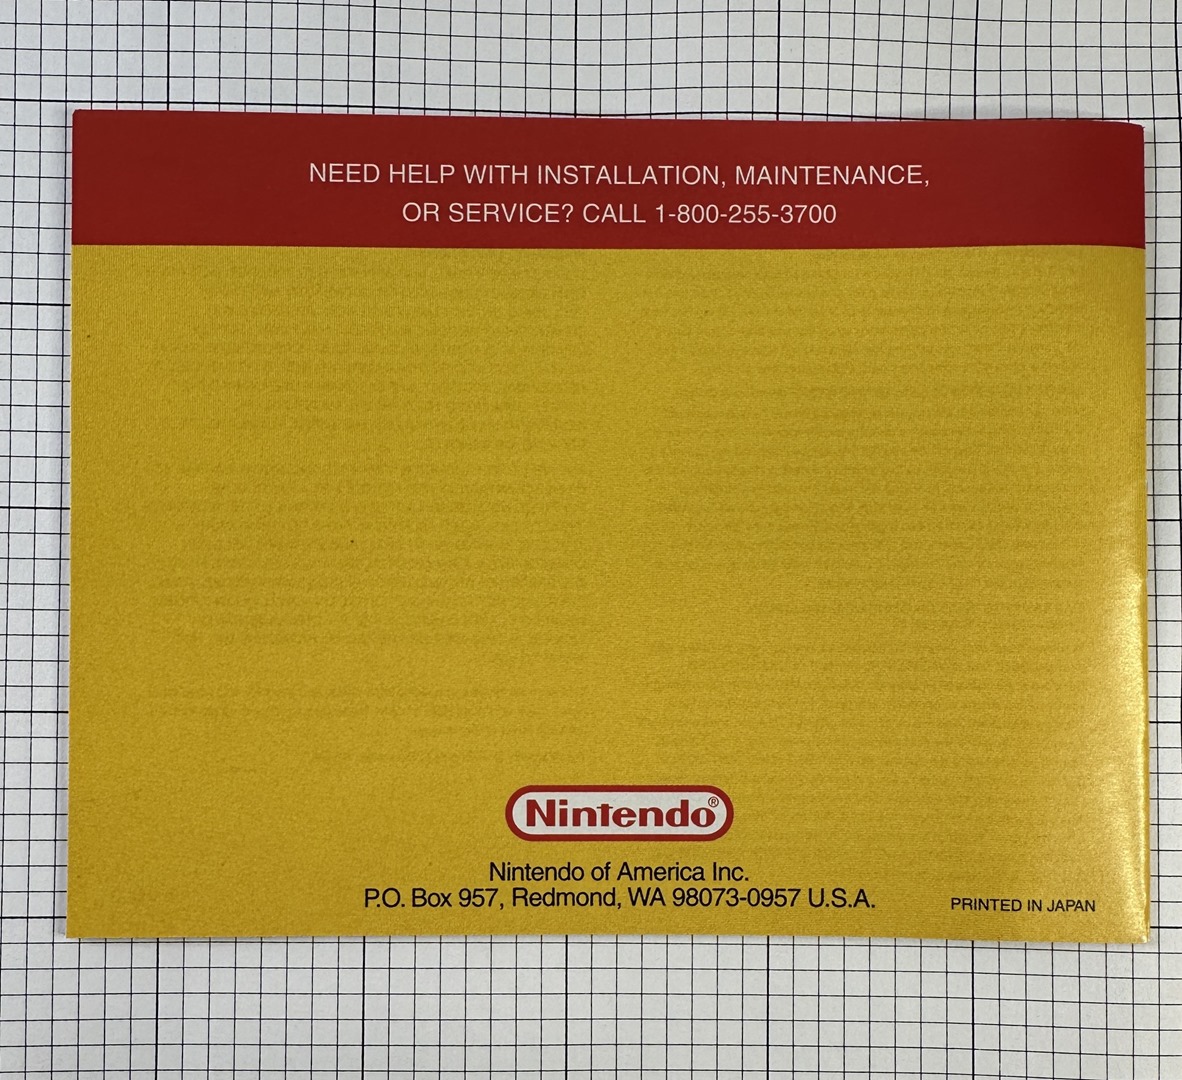 NEED HELP WITH INSTALLATION, MAINTENANCE,
OR SERVICE? CALL 1-800-255-3700
Nintendo®
Nintendo of America Inc.
P.O. Box 957, Redmond, WA 98073-0957 U.S.A.
PRINTED IN JAPAN